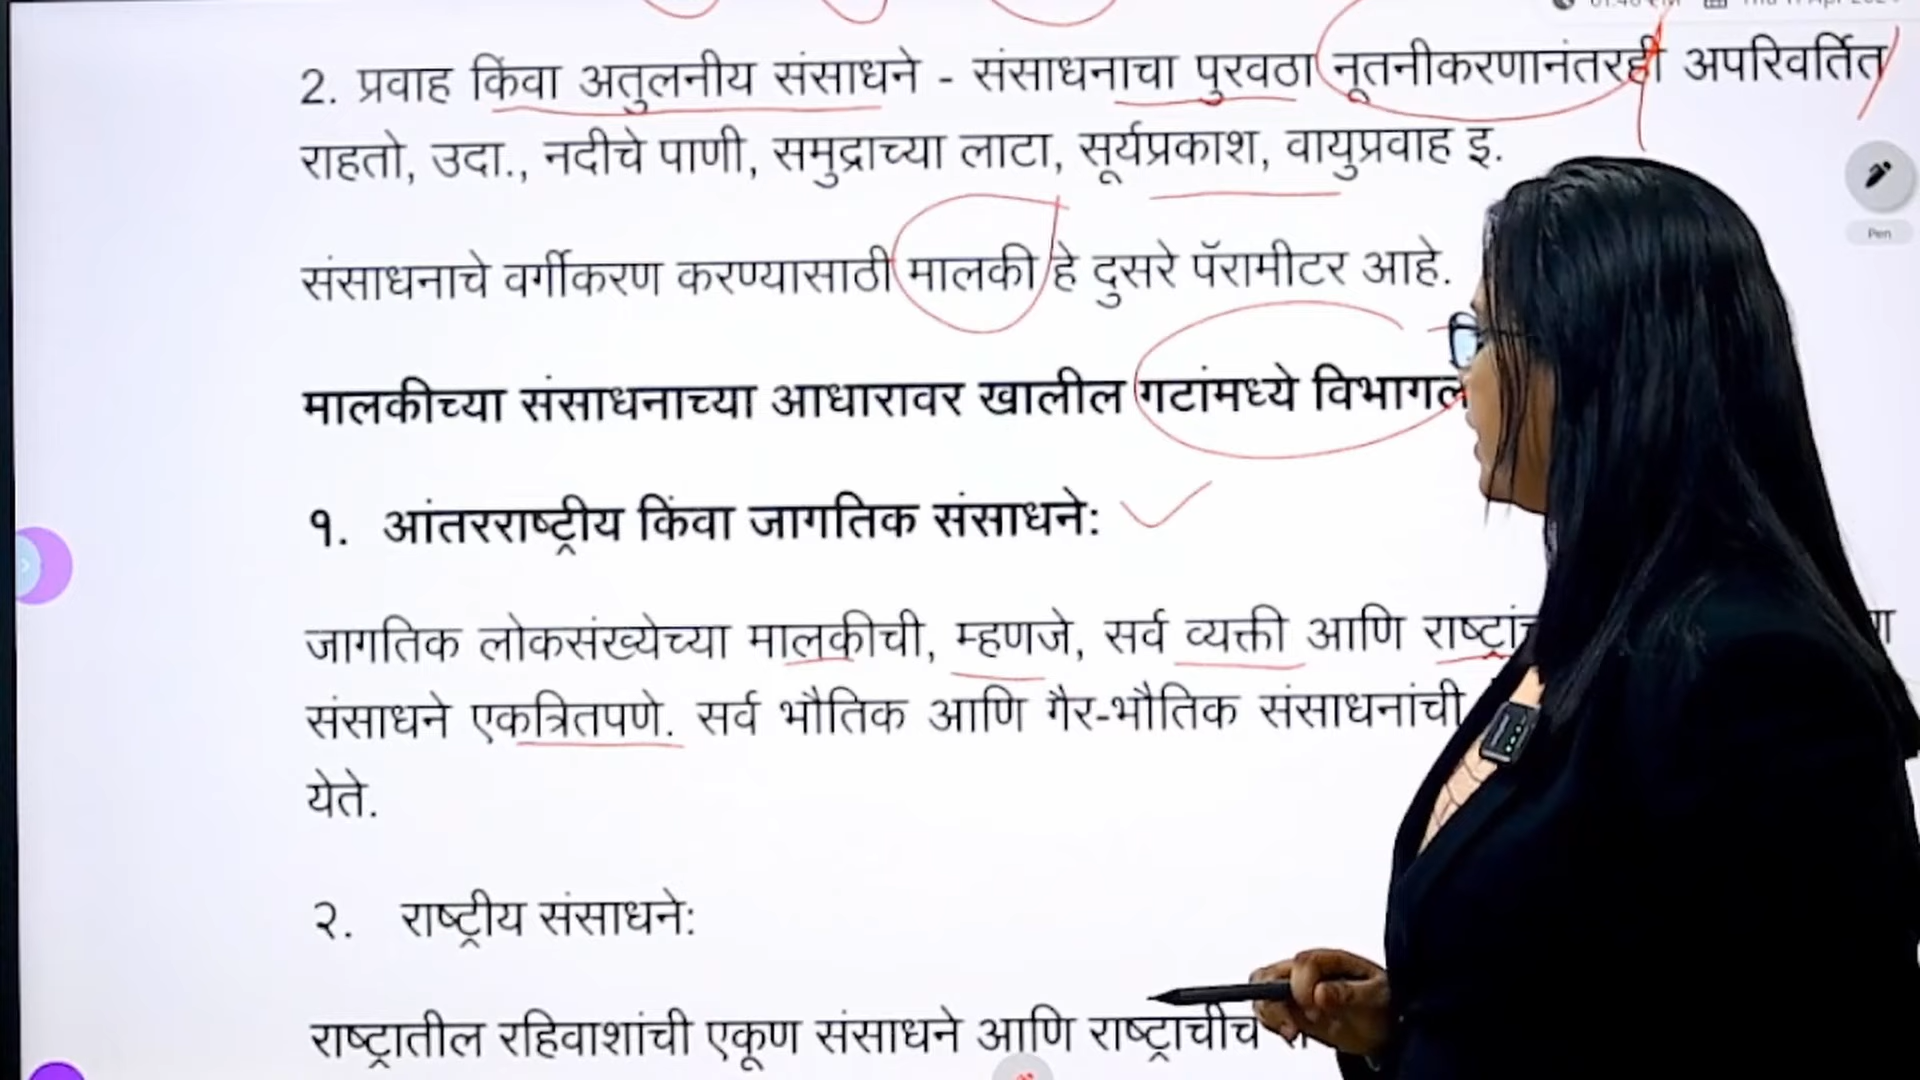 2. प्रवाह किंवा अतुलनीय संसाधने - संसाधनाचा पुरवठा नूतनीकरणानंतरही अपरिवर्तित
राहतो, उदा., नदीचे पाणी, समुद्राच्या लाटा, सूर्यप्रकाश, वायुप्रवाह इ.
Pen
संसाधनाचे वर्गीकरण करण्यासाठी मालकी हे दुसरे पॅरामीटर आहे.
मालकीच्या संसाधनाच्या आधारावर खालील गटांमध्ये
१. आंतरराष्ट्रीय किंवा जागतिक संसाधने:
जागतिक लोकसंख्येच्या मालकीची, म्हणजे, सर्व व्यक्ती आणि
संसाधने एकत्रितपणे. सर्व भौतिक आणि गैर-भौतिक संसाधनांची
येते.
२. राष्ट्रीय संसाधने:
राष्ट्रातील रहिवाशांची एकूण संसाधने आणि राष्ट्राचीच